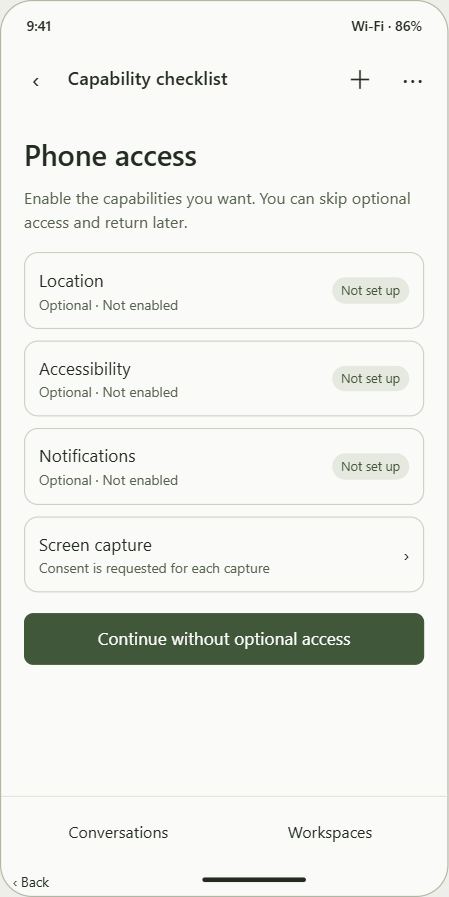 9:41
Wi-Fi · 86%
‹ Capability checklist + ...
Phone access
Enable the capabilities you want. You can skip optional
access and return later.
Location
Optional · Not enabled
Not set up
Accessibility
Optional · Not enabled
Not set up
Notifications
Optional · Not enabled
Not set up
Screen capture
Consent is requested for each capture
›
Continue without optional access
Conversations
Workspaces
‹ Back